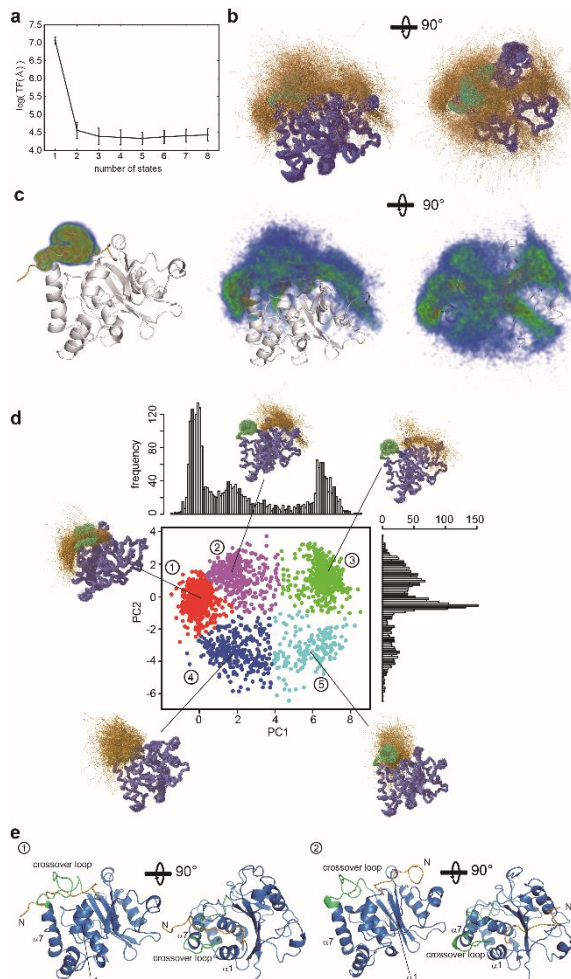 a
7.5
7.0
6.5
6.0
5.5
5.0
4.5
4.0
log(TF(Å)
1 2 3 4 5 6 7 8
number of states
b
90°
c
90°
d
120
80
40
0
frequency
0 50 100 150
4
2
0
-2
-4
-6
PC2
① ② ③
④ ⑤
0 2 4 6 8
PC1
e
① ②
crossover loop
N
α7
90°
N
α7
α1
crossover loop
crossover loop
N
α7
α1
90°
N
α7
α1
crossover loop